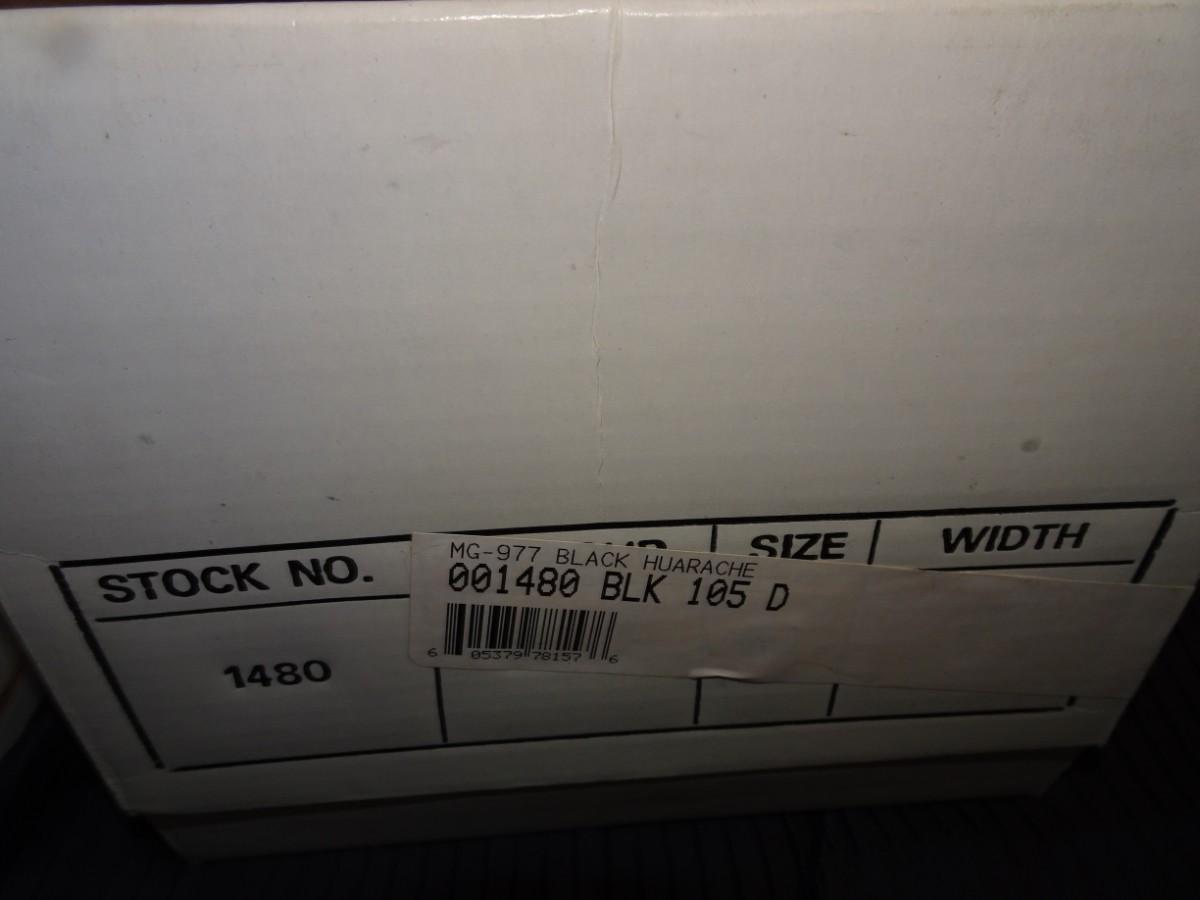 STOCK NO.
SIZE
WIDTH
MG-977 BLACK HUARACHE
001480 BLK 105 D
6 05379 78157 6
1480